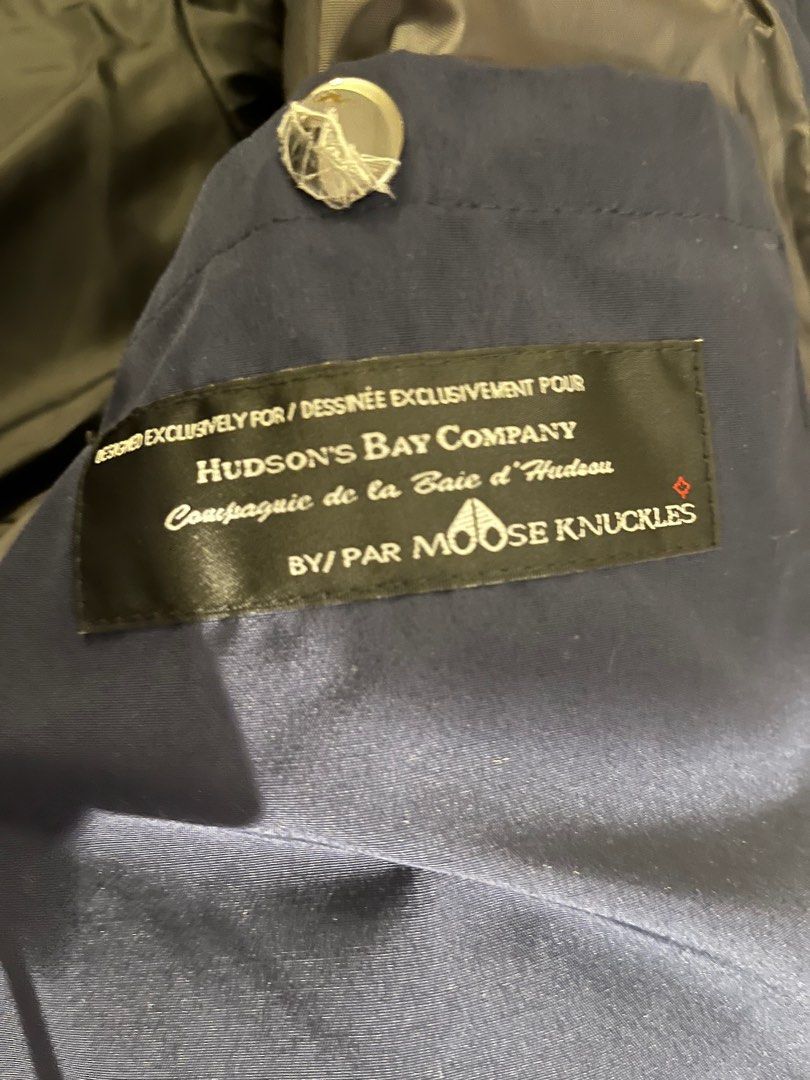 DESIGNED EXCLUSIVELY FOR / DESSINÉE EXCLUSIVEMENT POUR
HUDSON'S BAY COMPANY
Compagnie de la Baie d'Hudson
BY/ PAR MOOSE KNUCKLES